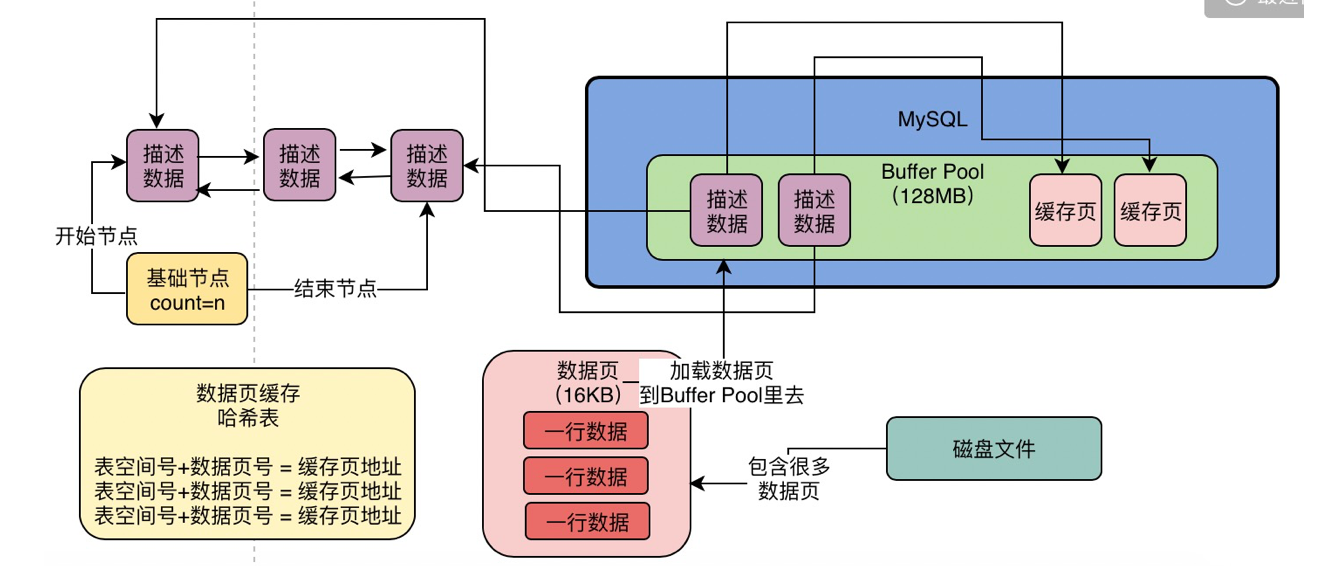 MySQL
描述
数据
描述
数据
描述
数据
Buffer Pool
（128MB）
描述
数据
描述
数据
缓存页
缓存页
开始节点
基础节点
count=n
结束节点
数据页缓存
哈希表
表空间号+数据页号 = 缓存页地址
表空间号+数据页号 = 缓存页地址
表空间号+数据页号 = 缓存页地址
数据页
（16KB）
加载数据页
到Buffer Pool里去
一行数据
一行数据
一行数据
包含很多
数据页
磁盘文件